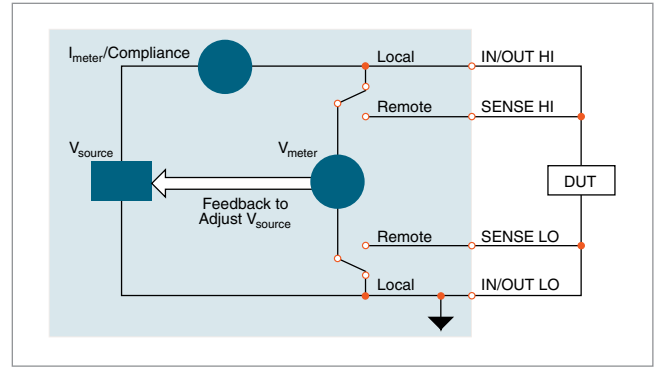 Imeter/Compliance
Local
IN/OUT HI
Remote
SENSE HI
Vsource
Vmeter
DUT
Feedback to
Adjust Vsource
Remote
SENSE LO
Local
IN/OUT LO